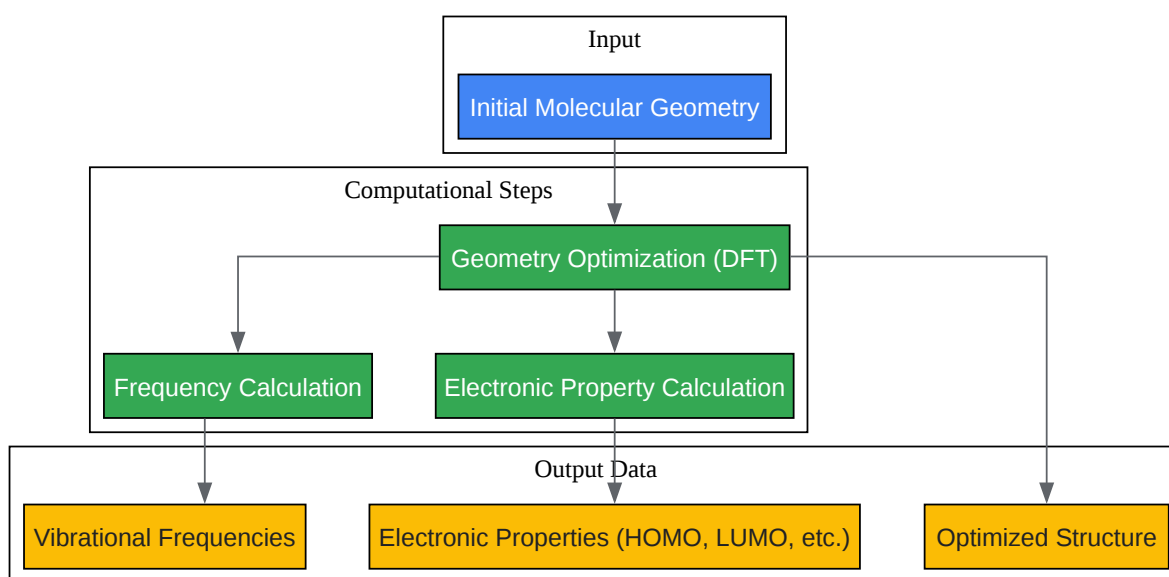 Input
Initial Molecular Geometry
Computational Steps
Geometry Optimization (DFT)
Frequency Calculation
Electronic Property Calculation
Output Data
Vibrational Frequencies
Electronic Properties (HOMO, LUMO, etc.)
Optimized Structure